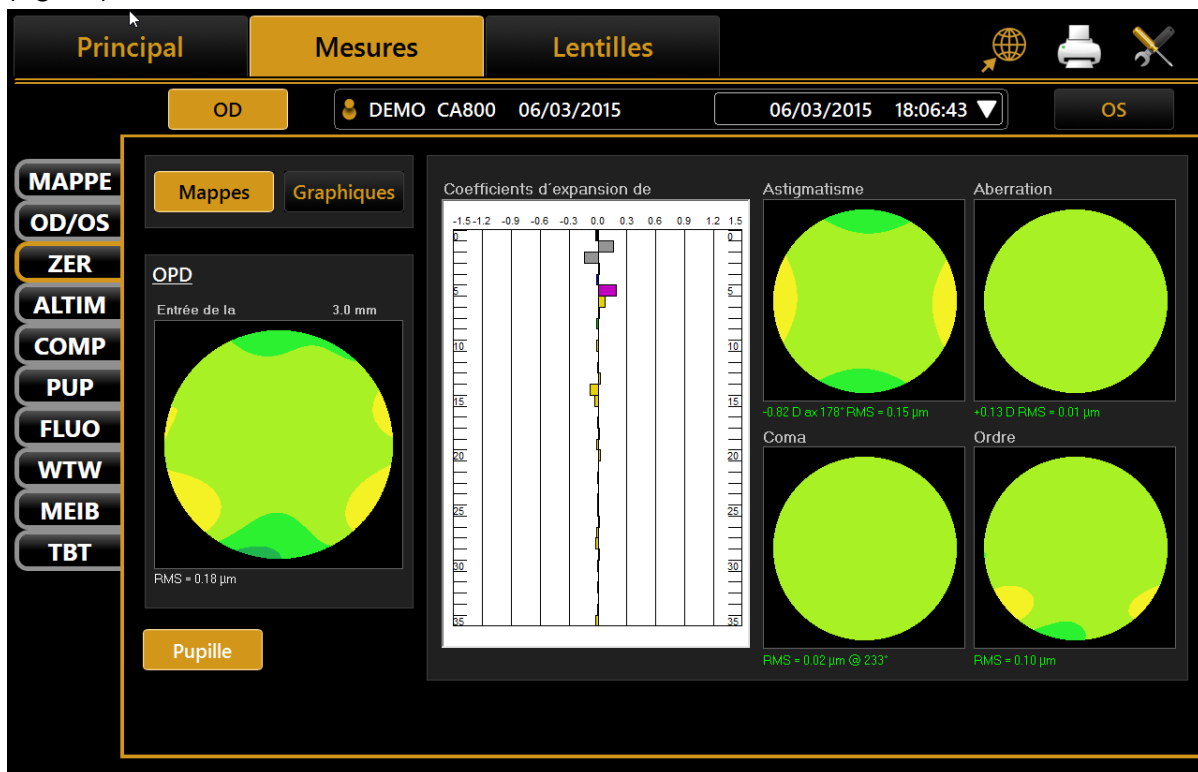 Principal Mesures Lentilles
OD DEMO CA800 06/03/2015 06/03/2015 18:06:43 OS
MAPPE
OD/OS
ZER
ALTIM
COMP
PUP
FLUO
WTW
MEIB
TBT
Mappes Graphiques
OPD
Entrée de la 3.0 mm
RMS = 0.18 µm
Pupille
Coefficients d´expansion de
-1.5 -1.2 -0.9 -0.6 -0.3 0.0 0.3 0.6 0.9 1.2 1.5
0 0
5 5
10 10
15 15
20 20
25 25
30 30
35 35
Astigmatisme Aberration
-0.82 D ax 178° RMS = 0.15 µm +0.13 D RMS = 0.01 µm
Coma Ordre
RMS = 0.02 µm @ 233° RMS = 0.10 µm